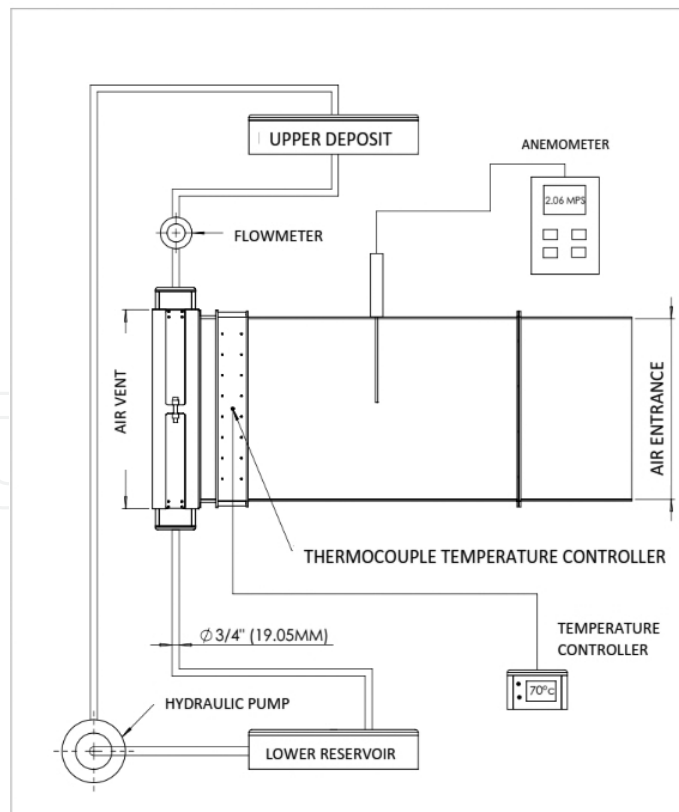 UPPER DEPOSIT
ANEMOMETER
2.06 MPS
FLOWMETER
AIR VENT
AIR ENTRANCE
THERMOCOUPLE TEMPERATURE CONTROLLER
Ø 3/4" (19.05MM)
TEMPERATURE
CONTROLLER
70°c
HYDRAULIC PUMP
LOWER RESERVOIR